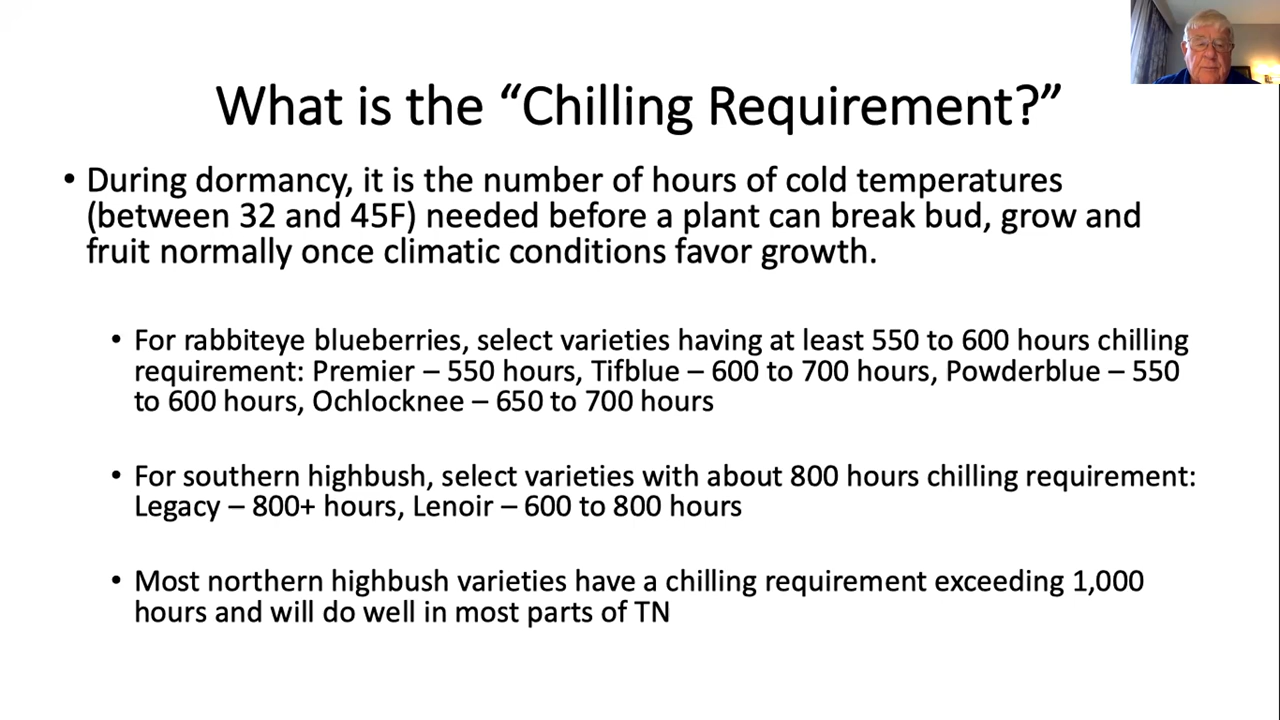 What is the “Chilling Requirement?”
• During dormancy, it is the number of hours of cold temperatures
(between 32 and 45F) needed before a plant can break bud, grow and
fruit normally once climatic conditions favor growth.
• For rabbiteye blueberries, select varieties having at least 550 to 600 hours chilling
requirement: Premier – 550 hours, Tifblue – 600 to 700 hours, Powderblue – 550
to 600 hours, Ochlocknee – 650 to 700 hours
• For southern highbush, select varieties with about 800 hours chilling requirement:
Legacy – 800+ hours, Lenoir – 600 to 800 hours
• Most northern highbush varieties have a chilling requirement exceeding 1,000
hours and will do well in most parts of TN